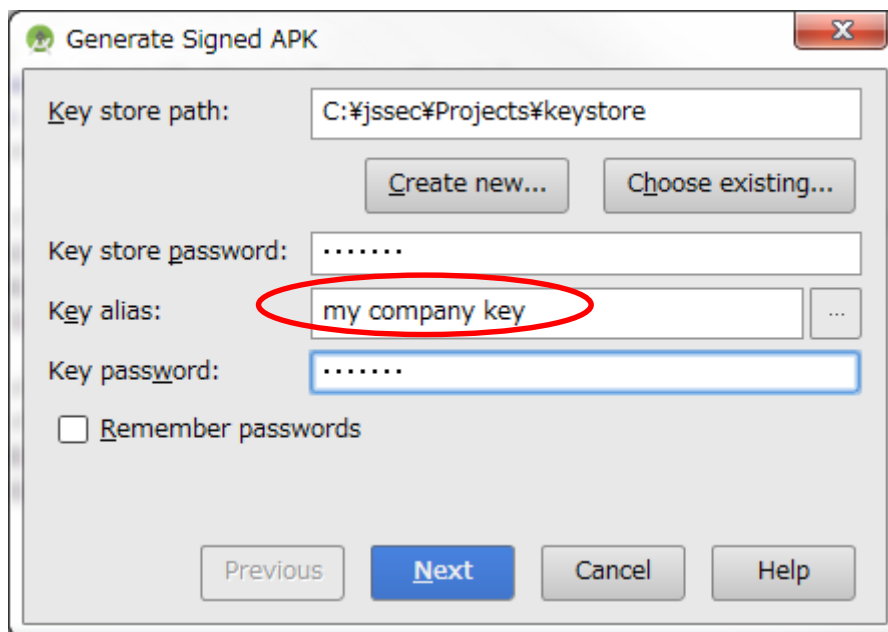 Generate Signed APK
Key store path: C:¥jssec¥Projects¥keystore
Create new... Choose existing...
Key store password: ·······
Key alias: my company key ...
Key password: ·······
Remember passwords
Previous Next Cancel Help